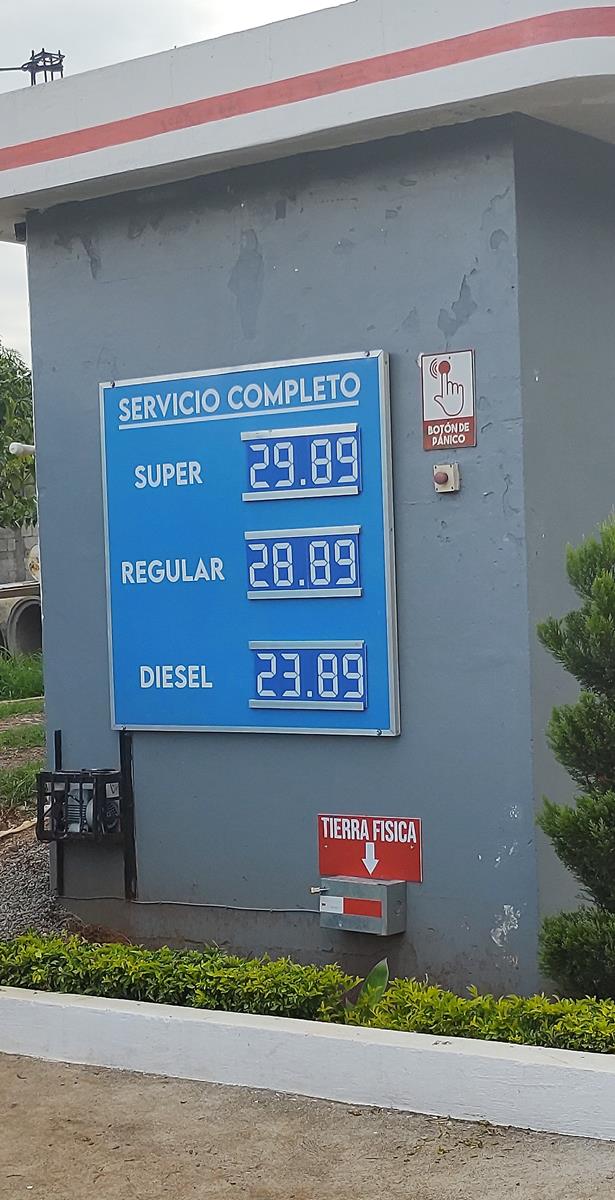 SERVICIO COMPLETO
SUPER 29.89
REGULAR 28.89
DIESEL 23.89
BOTÓN DE
PÁNICO
TIERRA FISICA